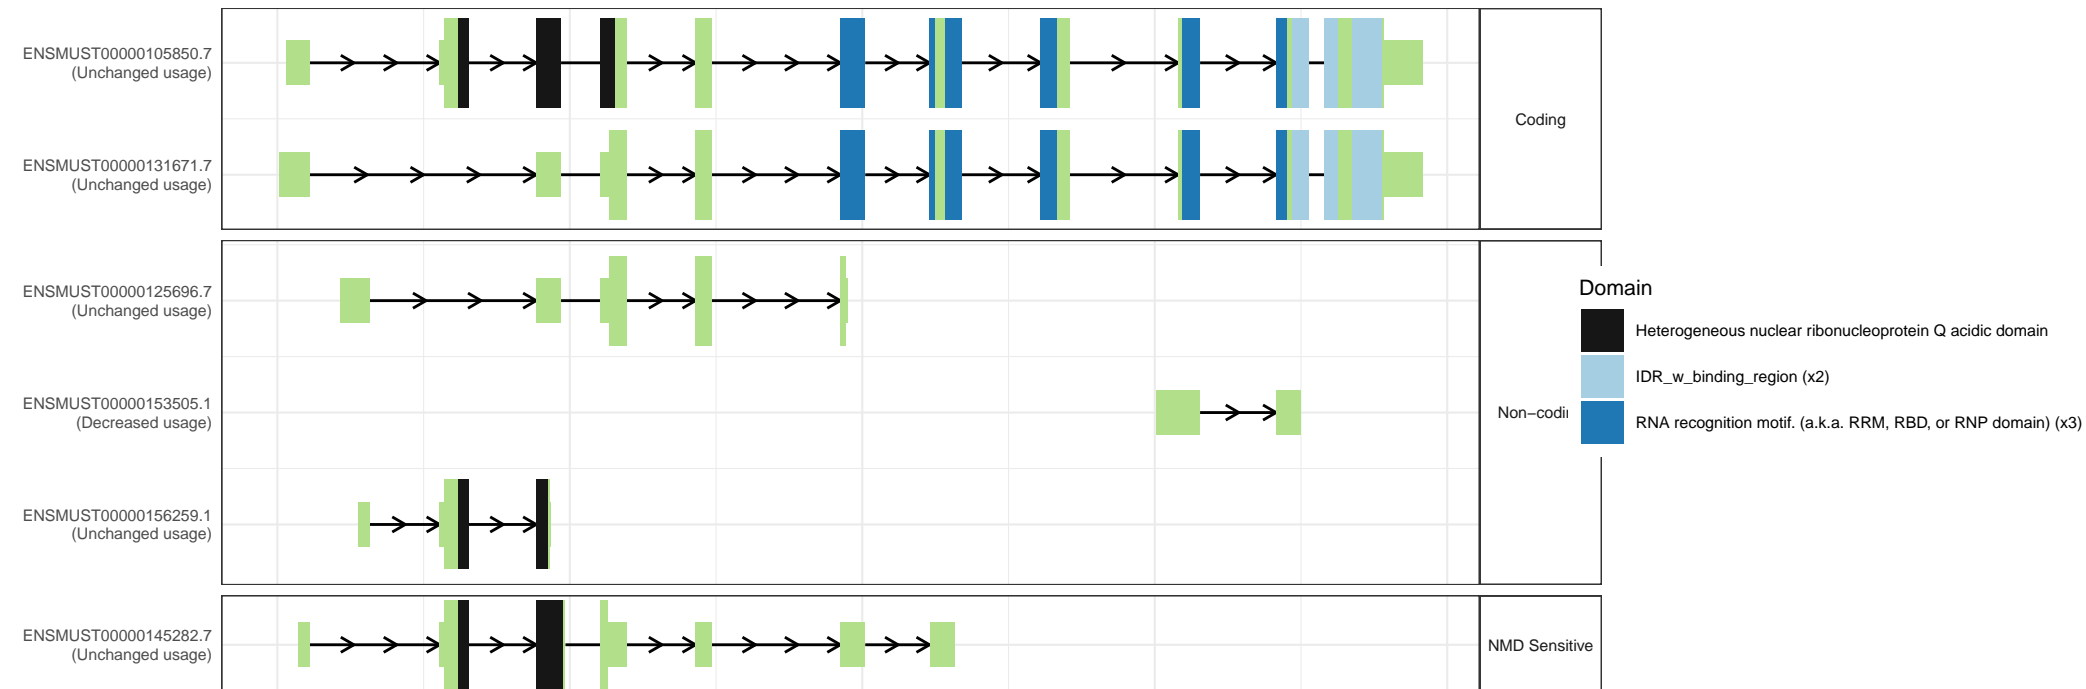 ENSMUST00000105850.7
(Unchanged usage)
Coding
ENSMUST00000131671.7
(Unchanged usage)
ENSMUST00000125696.7
(Unchanged usage)
Domain
Heterogeneous nuclear ribonucleoprotein Q acidic domain
IDR_w_binding_region (x2)
RNA recognition motif. (a.k.a. RRM, RBD, or RNP domain) (x3)
ENSMUST00000153505.1
(Decreased usage)
ENSMUST00000156259.1
(Unchanged usage)
ENSMUST00000145282.7
(Unchanged usage)
NMD Sensitive